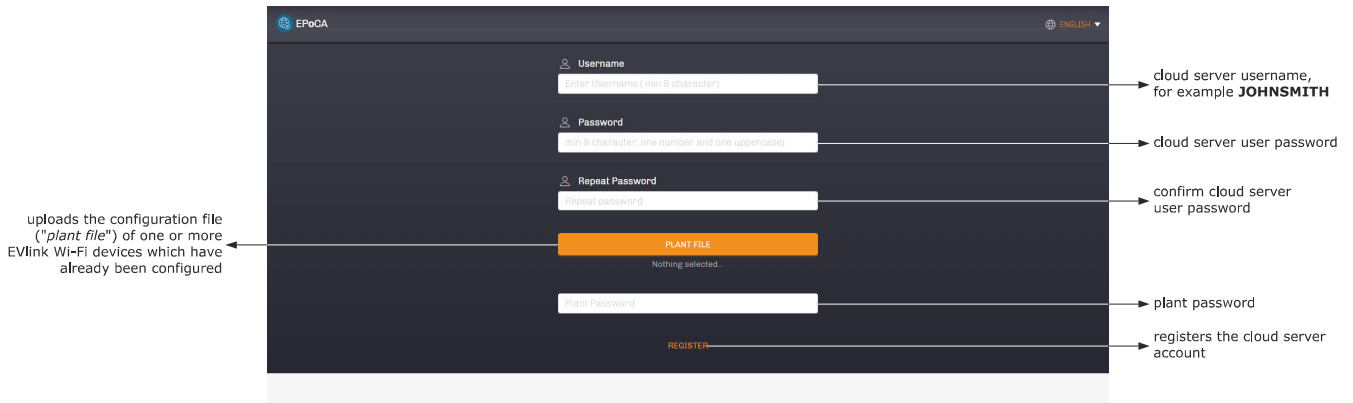 EPoCA
ENGLISH
Username
Enter Username ( min 8 character)
cloud server username,
for example JOHNSMITH
Password
min 8 character, one number and one uppercase)
cloud server user password
Repeat Password
Repeat password
confirm cloud server
user password
uploads the configuration file
("plant file") of one or more
EVlink Wi-Fi devices which have
already been configured
PLANT FILE
Nothing selected...
Plant Password
plant password
REGISTER
registers the cloud server
account